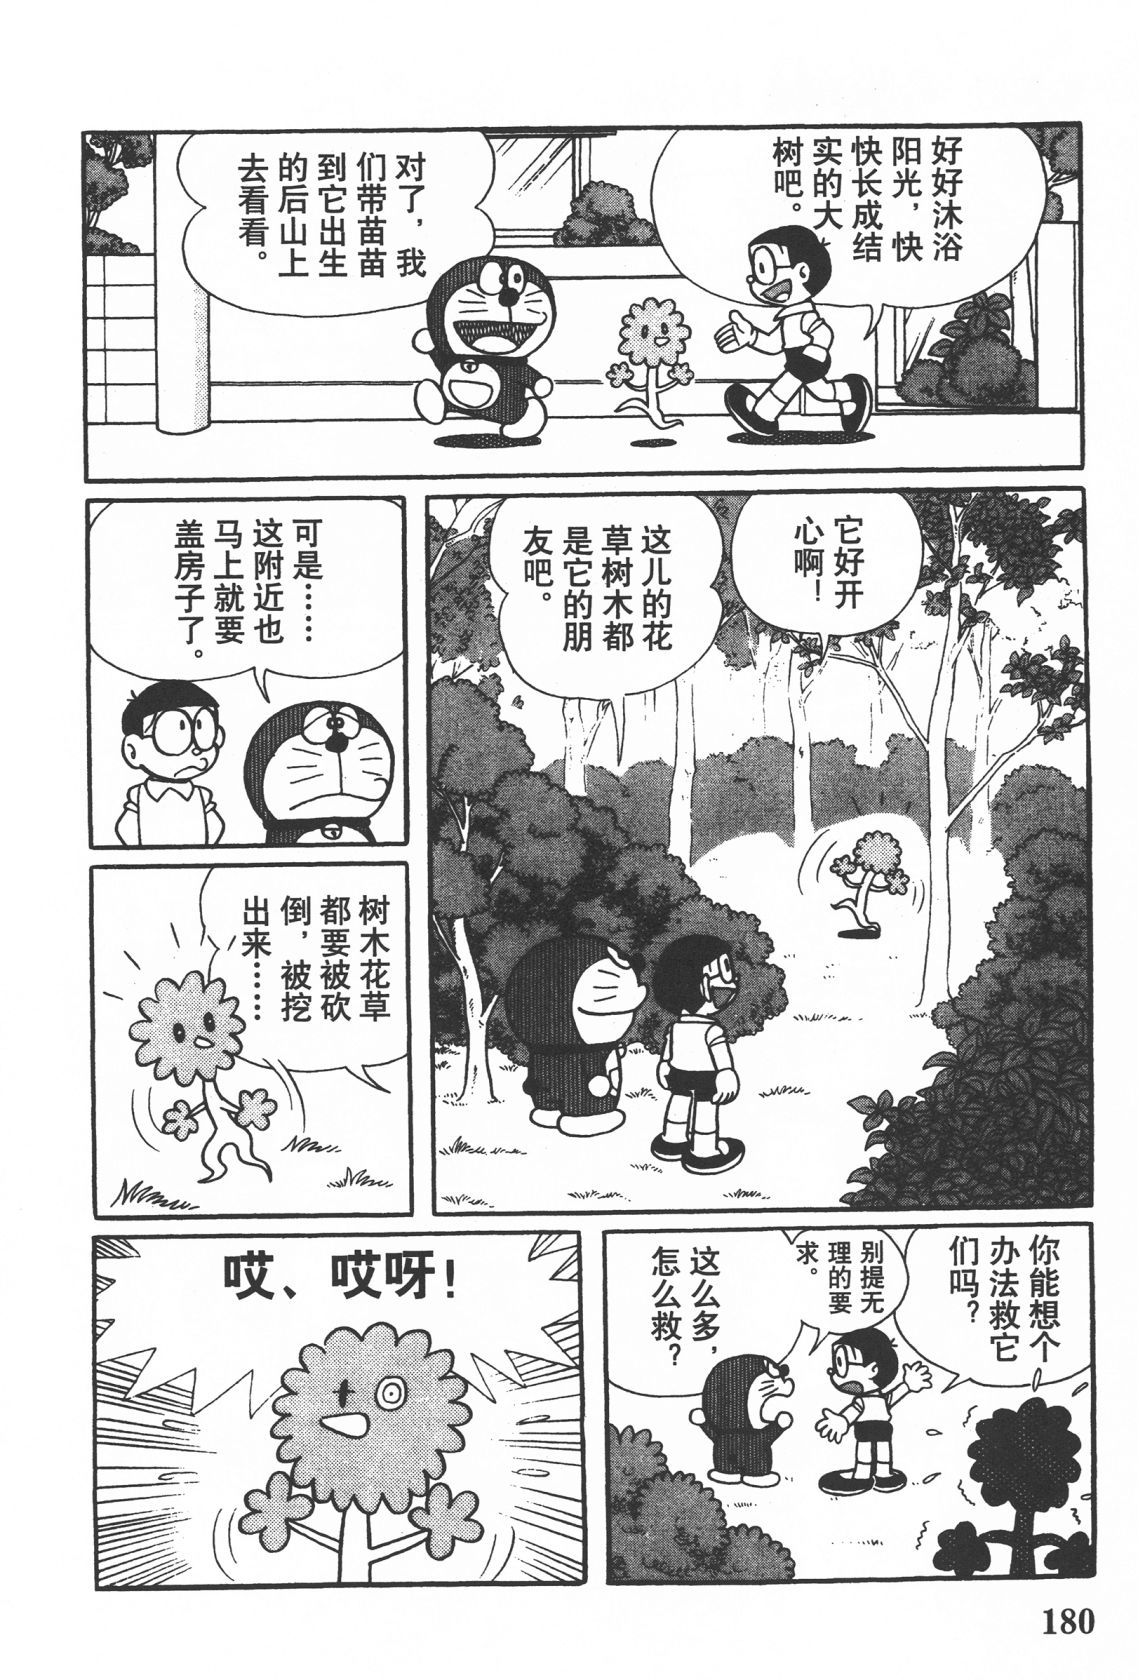 好好沐浴
阳光，快
快长成结
实的大
树吧。
对了，我
们带苗苗
到它出生
的后山上
去看看。
它好开
心啊！
这儿的花
草树木都
是它的朋
友吧。
可是……
这附近也
马上就要
盖房子了。
树木花草
都要被砍
倒，被挖
出来……
你能想个
办法救它
们吗？
别提无
理的要
求。
这么多，
怎么救？
哎、哎呀！
180